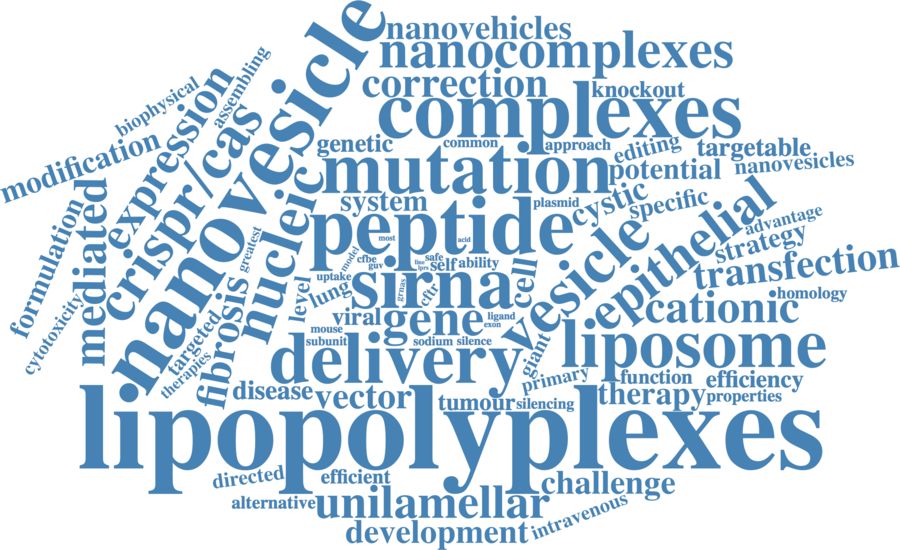 nanovehicles
nanocomplexes
correction
knockout
complexes
nanovesicle
assembling
biophysical
expression
crispr/cas
modification
genetic
common
approach
editing
targetable
potential
nanovesicles
mutation
system
plasmid
cystic
specific
advantage
strategy
peptide
nucleic
mediated
formulation
cytotoxicity
greatest
most
acid
model
cfbe
guv
line
lprs
safe
self
ability
cell
vesicle
epithelial
transfection
uptake
sirna
grnas
cftr
level
lung
viral
gene
ligand
exon
cationic
homology
fibrosis
targeted
therapies
mouse
subunit
sodium
silence
delivery
giant
liposome
primary
function
efficiency
disease
vector
tumour
silencing
therapy
properties
lipopolyplexes
directed
efficient
challenge
alternative
unilamellar
development
intravenous